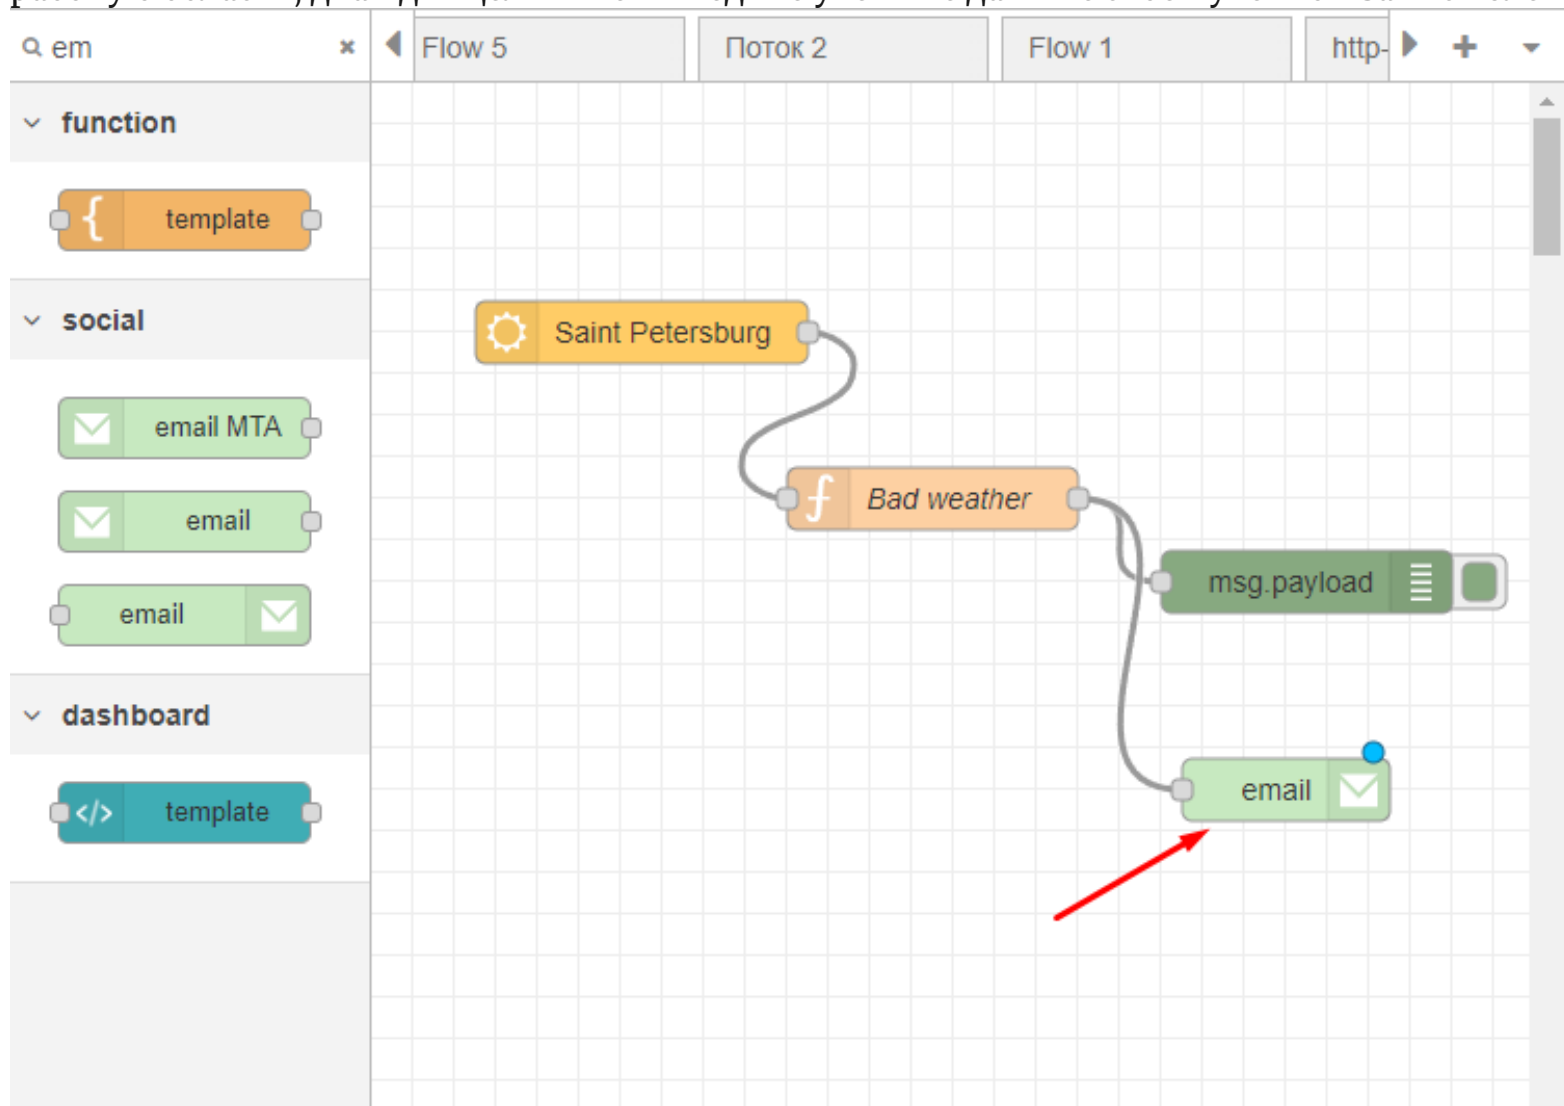 em
Flow 5
Поток 2
Flow 1
http-
function
template
social
email MTA
email
email
dashboard
</> template
Saint Petersburg
Bad weather
msg.payload
email